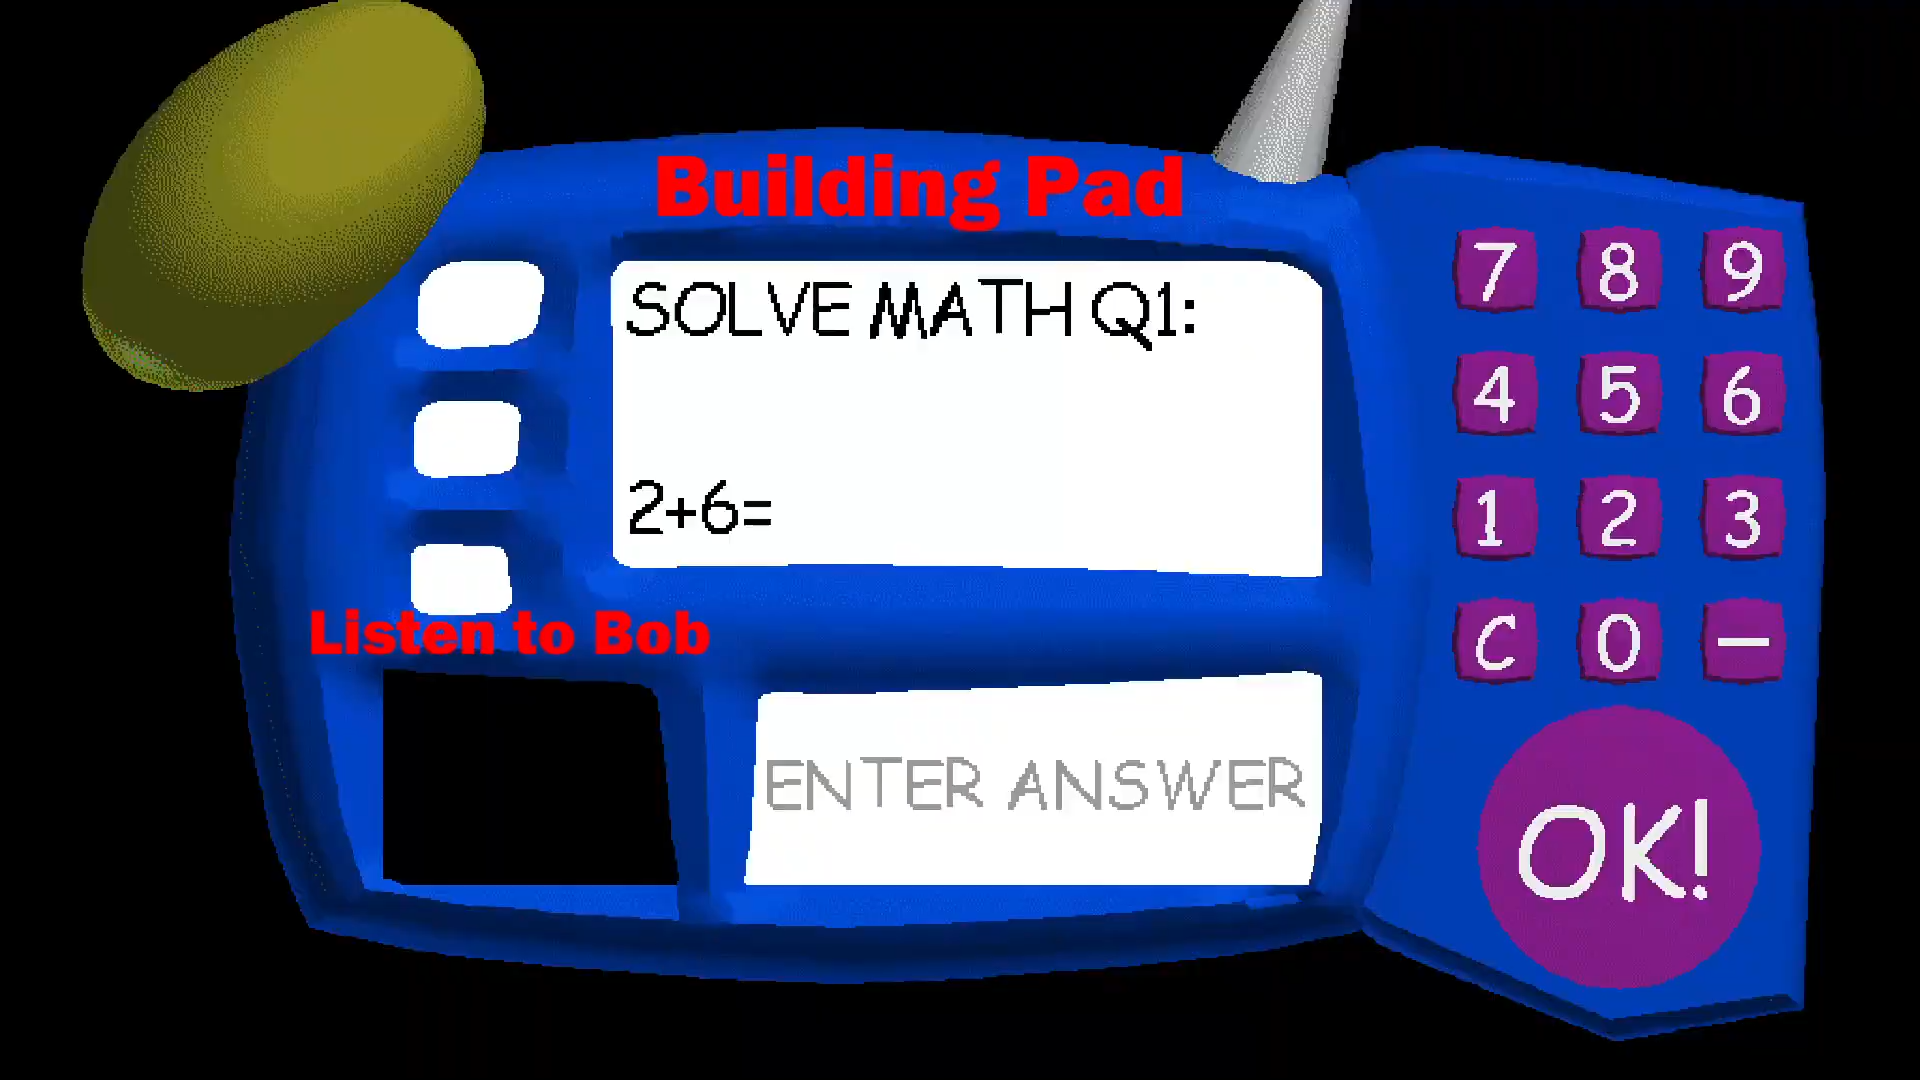 Building Pad
SOLVE MATH Q1:
2+6=
Listen to Bob
ENTER ANSWER
7 8 9
4 5 6
1 2 3
C 0 −
OK!